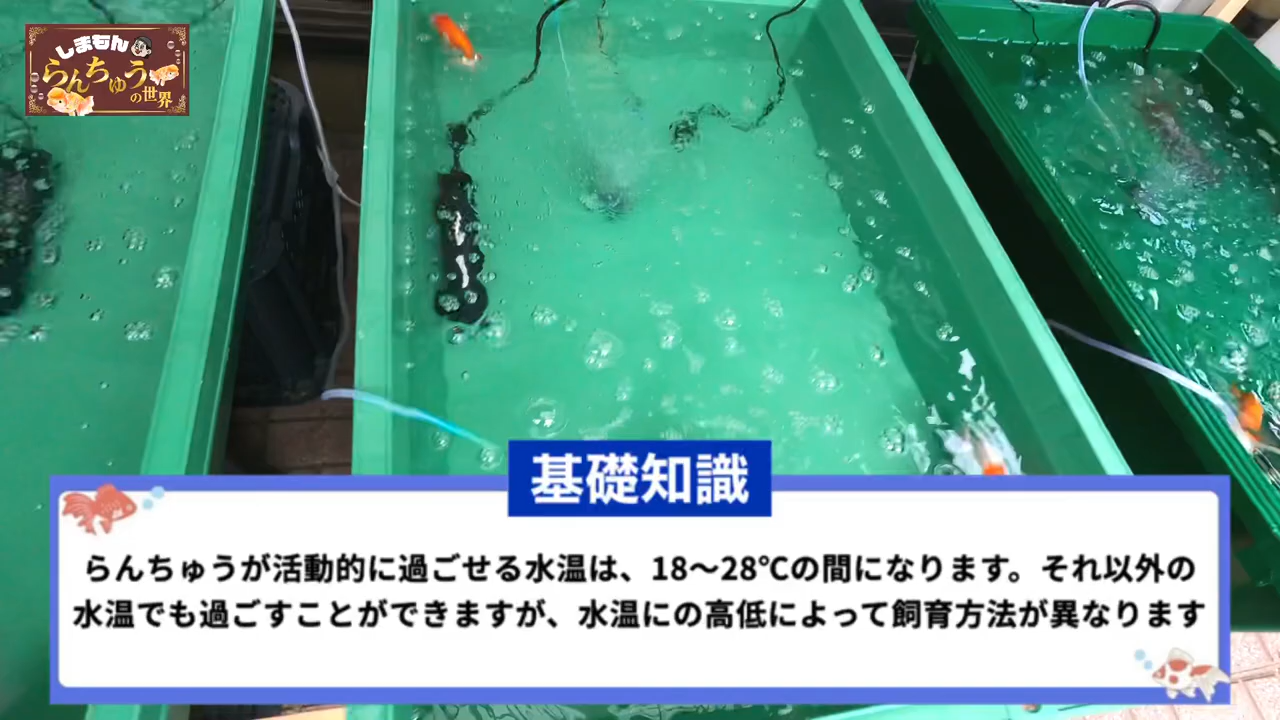 しまもん
らんちゅう
の世界
基礎知識
らんちゅうが活動的に過ごせる水温は、18～28℃の間になります。それ以外の
水温でも過ごすことができますが、水温にの高低によって飼育方法が異なります